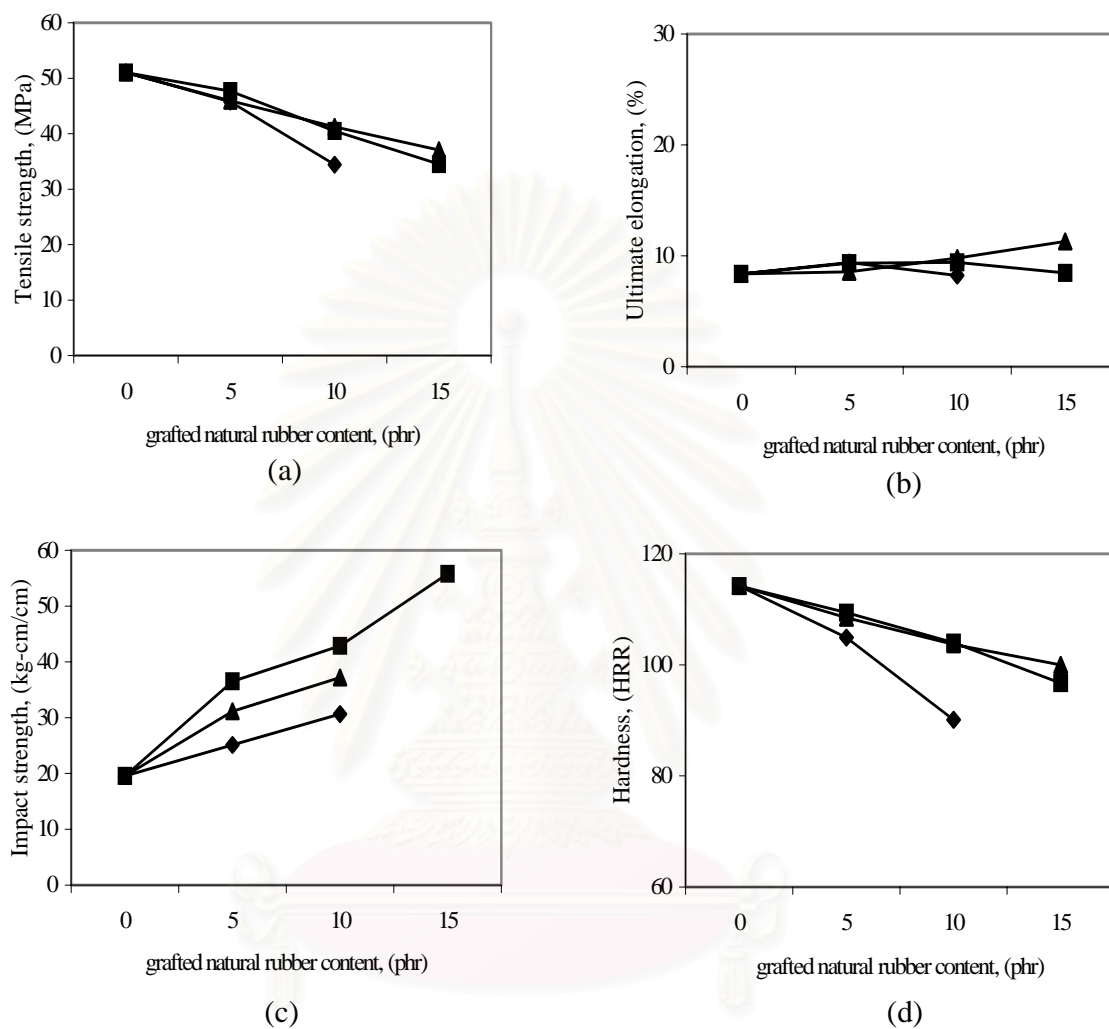 60
50
40
30
20
10
0
Tensile strength, (MPa)
0 5 10 15
grafted natural rubber content, (phr)
(a)
30
20
10
0
Ultimate elongation, (%)
0 5 10 15
grafted natural rubber content, (phr)
(b)
60
50
40
30
20
10
0
Impact strength, (kg-cm/cm)
0 5 10 15
grafted natural rubber content, (phr)
(c)
120
100
80
60
Hardness, (HRR)
0 5 10 15
grafted natural rubber content, (phr)
(d)